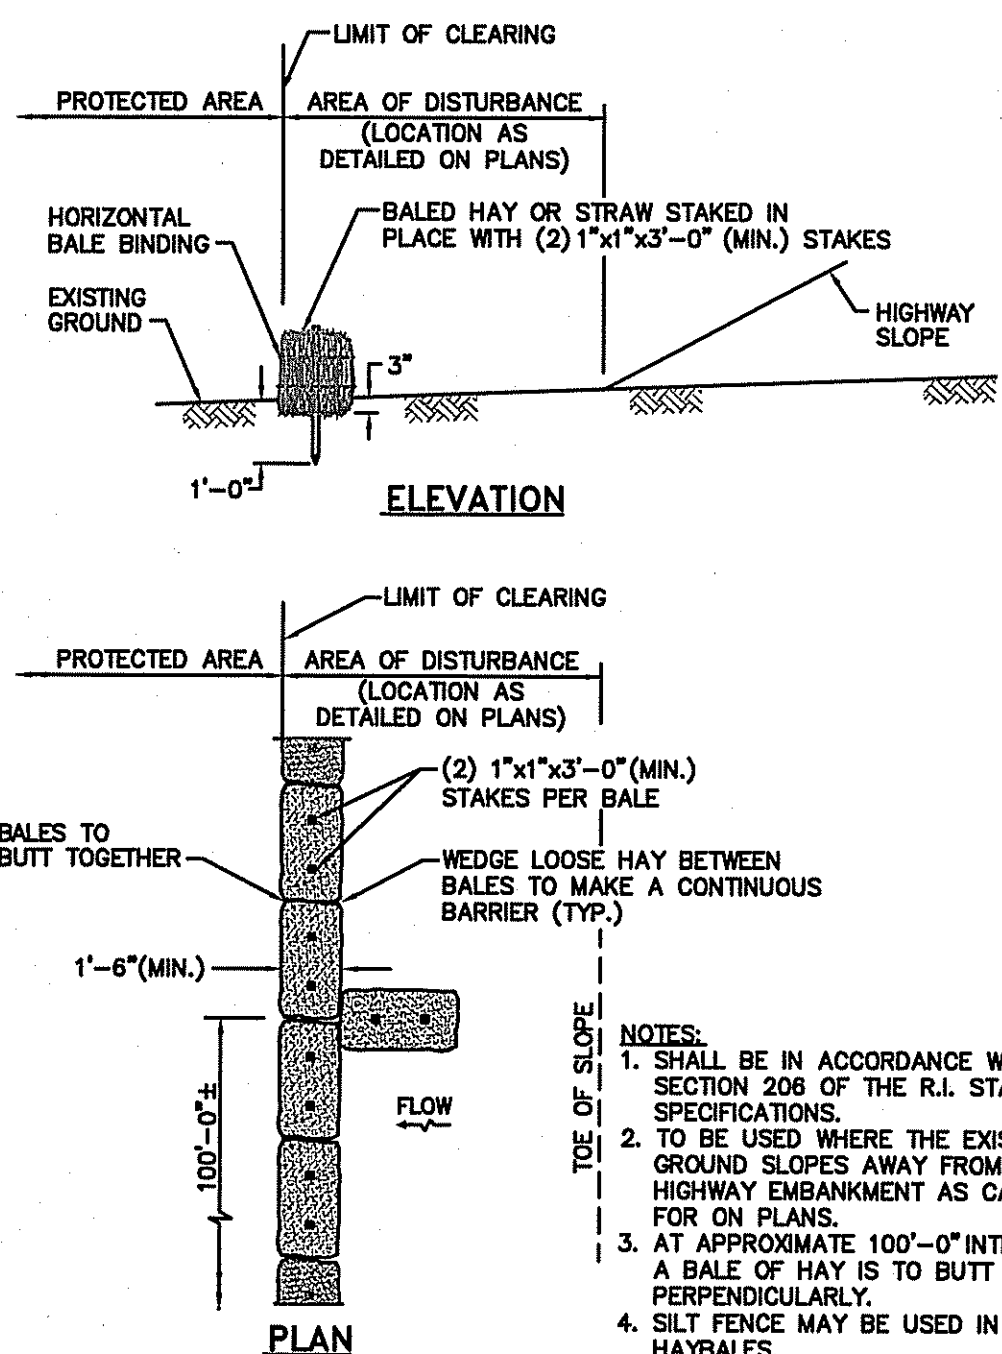 LIMIT OF CLEARING
PROTECTED AREA
AREA OF DISTURBANCE
(LOCATION AS
DETAILED ON PLANS)
HORIZONTAL
BALE BINDING
BALED HAY OR STRAW STAKED IN
PLACE WITH (2) 1"x1"x3'-0" (MIN.) STAKES
EXISTING
GROUND
HIGHWAY
SLOPE
3"
1'-0"
ELEVATION
LIMIT OF CLEARING
PROTECTED AREA
AREA OF DISTURBANCE
(LOCATION AS
DETAILED ON PLANS)
(2) 1"x1"x3'-0"(MIN.)
STAKES PER BALE
BALES TO
BUTT TOGETHER
WEDGE LOOSE HAY BETWEEN
BALES TO MAKE A CONTINUOUS
BARRIER (TYP.)
1'-6"(MIN.)
100'-0"±
FLOW
TOE OF SLOPE
PLAN
NOTES:
1. SHALL BE IN ACCORDANCE W
SECTION 206 OF THE R.I. STA
SPECIFICATIONS.
2. TO BE USED WHERE THE EXIS
GROUND SLOPES AWAY FROM
HIGHWAY EMBANKMENT AS CA
FOR ON PLANS.
3. AT APPROXIMATE 100'-0" INT
A BALE OF HAY IS TO BUTT
PERPENDICULARLY.
4. SILT FENCE MAY BE USED IN
HAYBALES